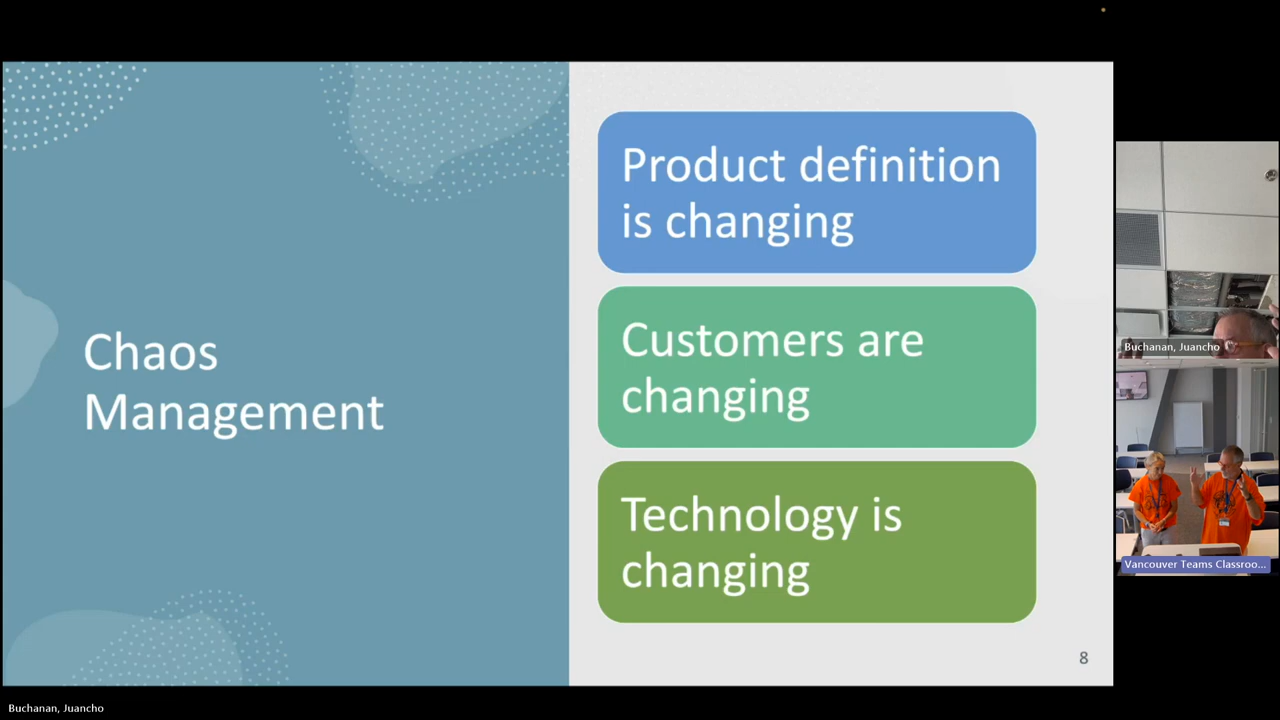 Chaos
Management
Product definition
is changing
Customers are
changing
Technology is
changing
8
Buchanan, Juancho
Vancouver Teams Classroo...
Buchanan, Juancho